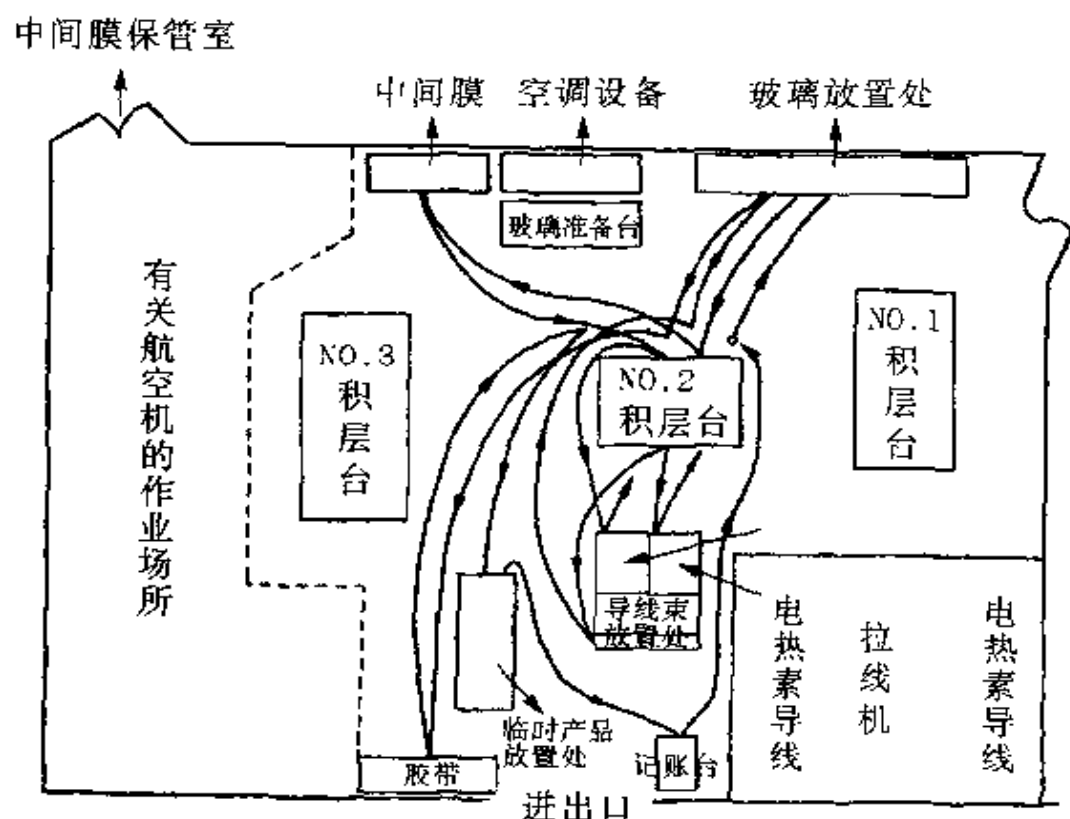 中间膜保管室
中间膜
空调设备
玻璃放置处
玻璃准备台
有关航空机的作业场所
NO.3
积层台
NO.2
积层台
NO.1
积层台
导线束
放置处
电热素导线
拉线机
电热素导线
临时产品
放置处
胶带
记账台
进出口